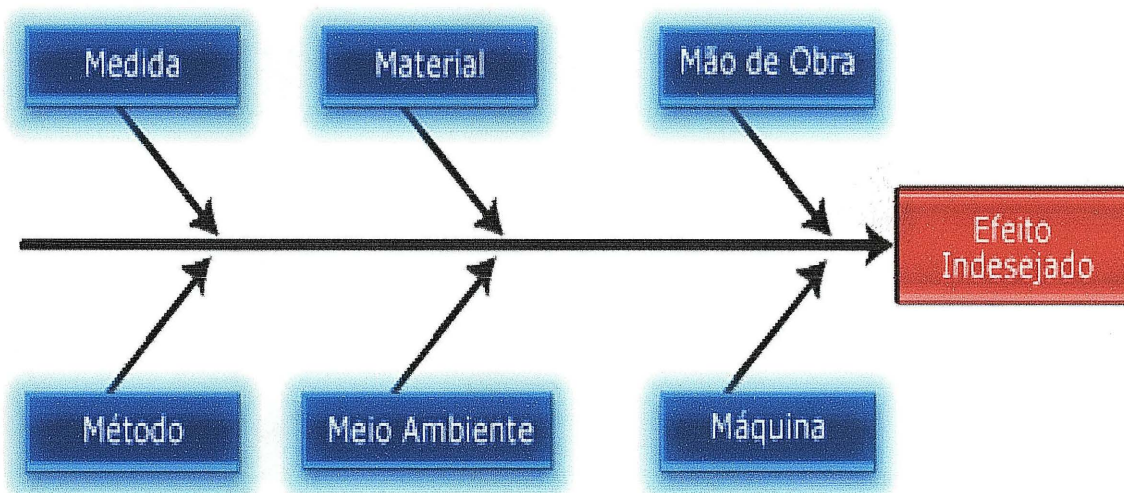 Medida
Material
Mão de Obra
Efeito
Indesejado
Método
Meio Ambiente
Máquina